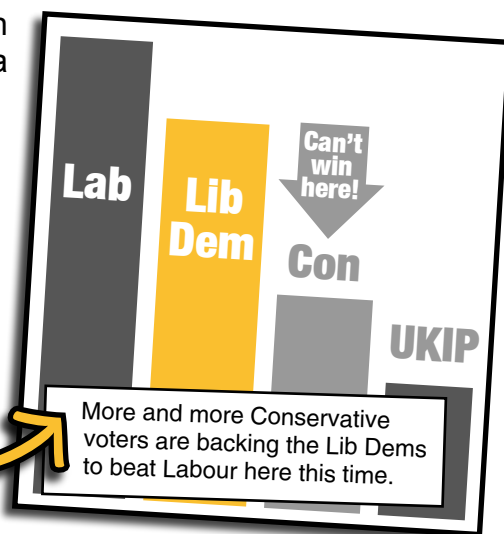 n
a
Lab
Lib
Dem
Can't
win
here!
Con
UKIP
More and more Conservative
voters are backing the Lib Dems
to beat Labour here this time.